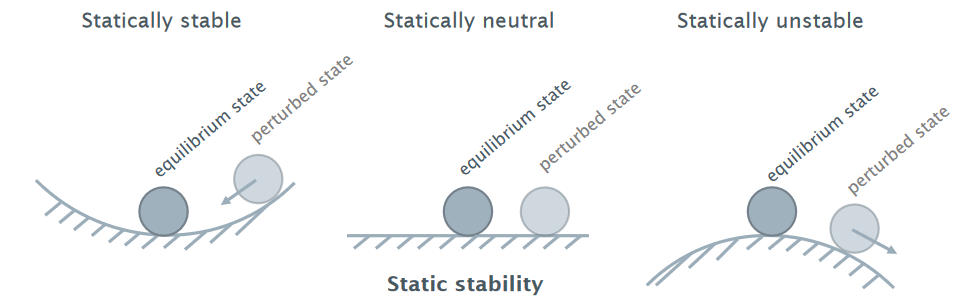 Statically stable
Statically neutral
Statically unstable
equilibrium state
perturbed state
equilibrium state
perturbed state
equilibrium state
perturbed state
Static stability